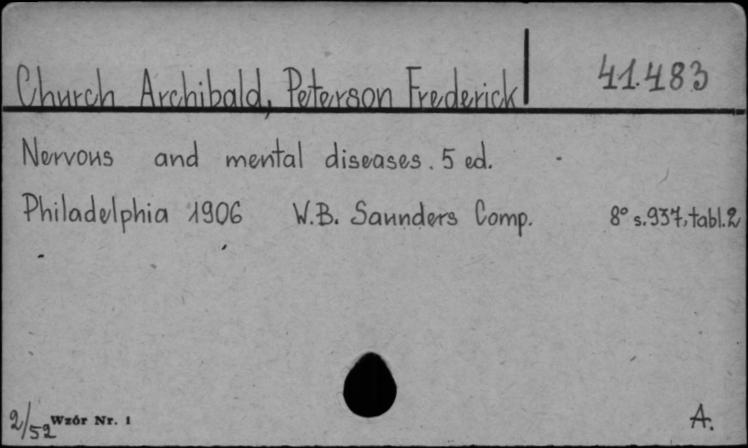 Church Archibald, Peterson Frederick 41.483
Nervous and mental diseases. 5 ed.
Philadelphia 1906 W.B. Saunders Comp. 8° s.937, tabl.2
2/52 Wzór Nr. 1 A.